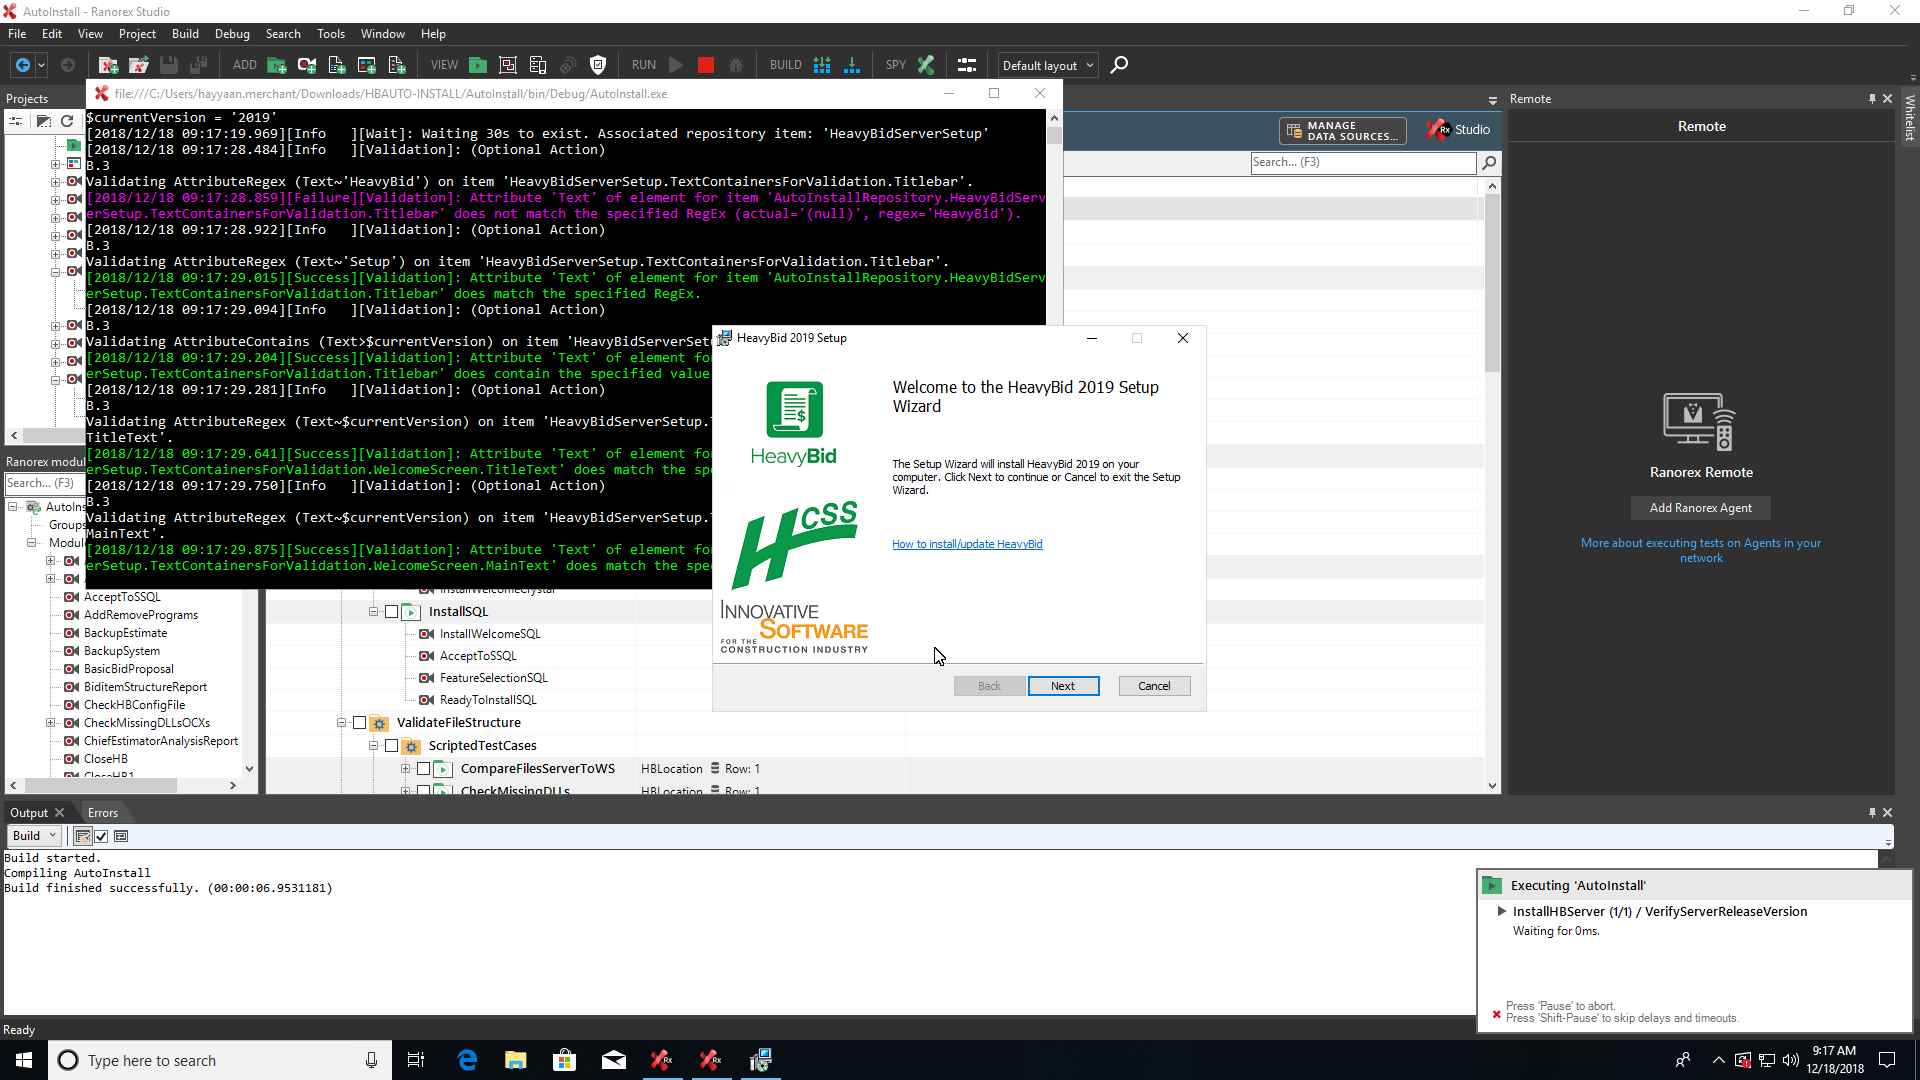 AutoInstall - Ranorex Studio
File Edit View Project Build Debug Search Tools Window Help
ADD VIEW RUN BUILD SPY Default layout
Projects
file:///C:/Users/hayyaan.merchant/Downloads/HBAUTO-INSTALL/AutoInstall/bin/Debug/AutoInstall.exe
$currentVersion = '2019'
[2018/12/18 09:17:19.969][Info   ][Wait]: Waiting 30s to exist. Associated repository item: 'HeavyBidServerSetup'
[2018/12/18 09:17:28.484][Info   ][Validation]: (Optional Action)
B.3
Validating AttributeRegex (Text~'HeavyBid') on item 'HeavyBidServerSetup.TextContainersForValidation.Titlebar'.
[2018/12/18 09:17:28.859][Failure][Validation]: Attribute 'Text' of element for item 'AutoInstallRepository.HeavyBidServ
erSetup.TextContainersForValidation.Titlebar' does not match the specified RegEx (actual='(null)', regex='HeavyBid').
[2018/12/18 09:17:28.922][Info   ][Validation]: (Optional Action)
B.3
Validating AttributeRegex (Text~'Setup') on item 'HeavyBidServerSetup.TextContainersForValidation.Titlebar'.
[2018/12/18 09:17:29.015][Success][Validation]: Attribute 'Text' of element for item 'AutoInstallRepository.HeavyBidServ
erSetup.TextContainersForValidation.Titlebar' does match the specified RegEx.
[2018/12/18 09:17:29.094][Info   ][Validation]: (Optional Action)
B.3
Validating AttributeContains (Text>$currentVersion) on item 'HeavyBidServerSet
[2018/12/18 09:17:29.204][Success][Validation]: Attribute 'Text' of element fo
erSetup.TextContainersForValidation.Titlebar' does contain the specified value
[2018/12/18 09:17:29.281][Info   ][Validation]: (Optional Action)
B.3
Validating AttributeRegex (Text~$currentVersion) on item 'HeavyBidServerSetup.
TitleText'.
[2018/12/18 09:17:29.641][Success][Validation]: Attribute 'Text' of element fo
erSetup.TextContainersForValidation.WelcomeScreen.TitleText' does match the spe
[2018/12/18 09:17:29.750][Info   ][Validation]: (Optional Action)
B.3
Validating AttributeRegex (Text~$currentVersion) on item 'HeavyBidServerSetup.
MainText'.
[2018/12/18 09:17:29.875][Success][Validation]: Attribute 'Text' of element fo
erSetup.TextContainersForValidation.WelcomeScreen.MainText' does match the spe
MANAGE
DATA SOURCES...
Rx Studio
Search... (F3)
HeavyBid 2019 Setup
Welcome to the HeavyBid 2019 Setup
Wizard
HeavyBid
The Setup Wizard will install HeavyBid 2019 on your
computer. Click Next to continue or Cancel to exit the Setup
Wizard.
HCSS
How to install/update HeavyBid
INNOVATIVE
SOFTWARE
FOR THE
CONSTRUCTION INDUSTRY
Back Next Cancel
Remote
Remote
Whitelist
Ranorex Remote
Add Ranorex Agent
More about executing tests on Agents in your
network
Ranorex modul
Search... (F3)
AutoIns
Groups
Modul
AcceptToSSQL
AddRemovePrograms
BackupEstimate
BackupSystem
BasicBidProposal
BiditemStructureReport
CheckHBConfigFile
CheckMissingDLLsOCXs
ChiefEstimatorAnalysisReport
CloseHB
CloseHB1
InstallWelcomeCrystal
InstallSQL
InstallWelcomeSQL
AcceptToSSQL
FeatureSelectionSQL
ReadyToInstallSQL
ValidateFileStructure
ScriptedTestCases
CompareFilesServerToWS HBLocation Row: 1
CheckMissingDLLs HBLocation Row: 1
Output Errors
Build
Build started.
Compiling AutoInstall
Build finished successfully. (00:00:06.9531181)
Executing 'AutoInstall'
InstallHBServer (1/1) / VerifyServerReleaseVersion
Waiting for 0ms.
Press 'Pause' to abort.
Press 'Shift-Pause' to skip delays and timeouts.
Ready
Type here to search
9:17 AM
12/18/2018